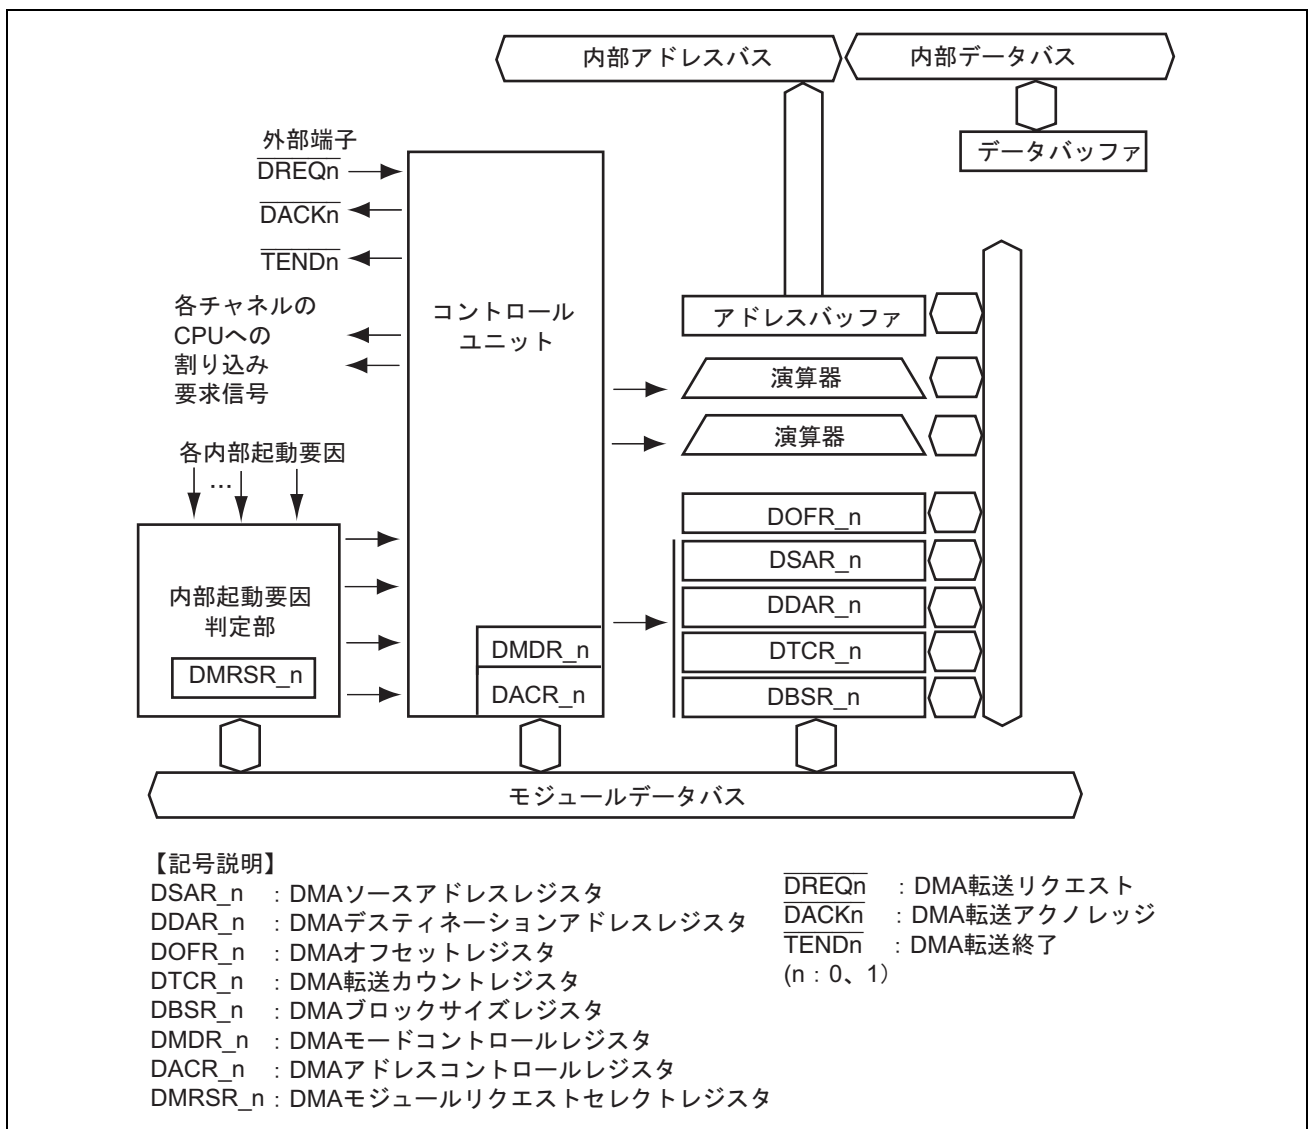 内部アドレスバス
内部データバス
データバッファ
外部端子
DREQn
DACKn
TENDn
各チャネルの
CPUへの
割り込み
要求信号
コントロール
ユニット
アドレスバッファ
演算器
演算器
各内部起動要因
…
内部起動要因
判定部
DMRSR_n
DMDR_n
DACR_n
DOFR_n
DSAR_n
DDAR_n
DTCR_n
DBSR_n
モジュールデータバス
【記号説明】
DSAR_n : DMAソースアドレスレジスタ
DDAR_n : DMAデスティネーションアドレスレジスタ
DOFR_n : DMAオフセットレジスタ
DTCR_n : DMA転送カウントレジスタ
DBSR_n : DMAブロックサイズレジスタ
DMDR_n : DMAモードコントロールレジスタ
DACR_n : DMAアドレスコントロールレジスタ
DMRSR_n : DMAモジュールリクエストセレクトレジスタ
DREQn : DMA転送リクエスト
DACKn : DMA転送アクノレッジ
TENDn : DMA転送終了
(n : 0、1)